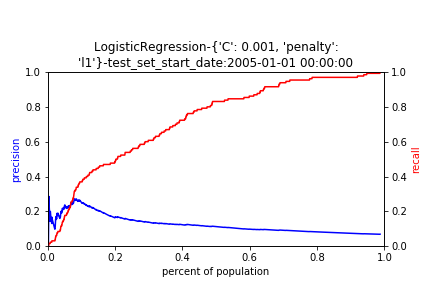 LogisticRegression-{'C': 0.001, 'penalty':
'l1'}-test_set_start_date:2005-01-01 00:00:00
1.0
0.8
0.6
0.4
0.2
0.0
precision
1.0
0.8
0.6
0.4
0.2
0.0
recall
0.0 0.2 0.4 0.6 0.8 1.0
percent of population